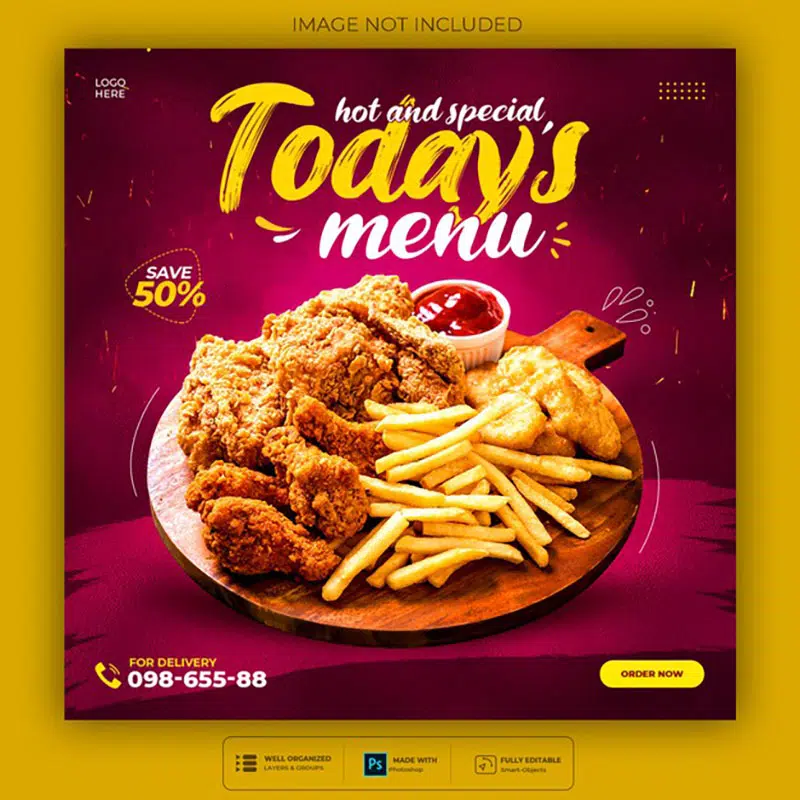 IMAGE NOT INCLUDED
LOGO
HERE
hot and special
Today's
menu
SAVE
50%
FOR DELIVERY
098-655-88
ORDER NOW
WELL ORGANIZED
LAYERS & GROUPS
Ps
MADE WITH
Photoshop
FULLY EDITABLE
Smart-Objects